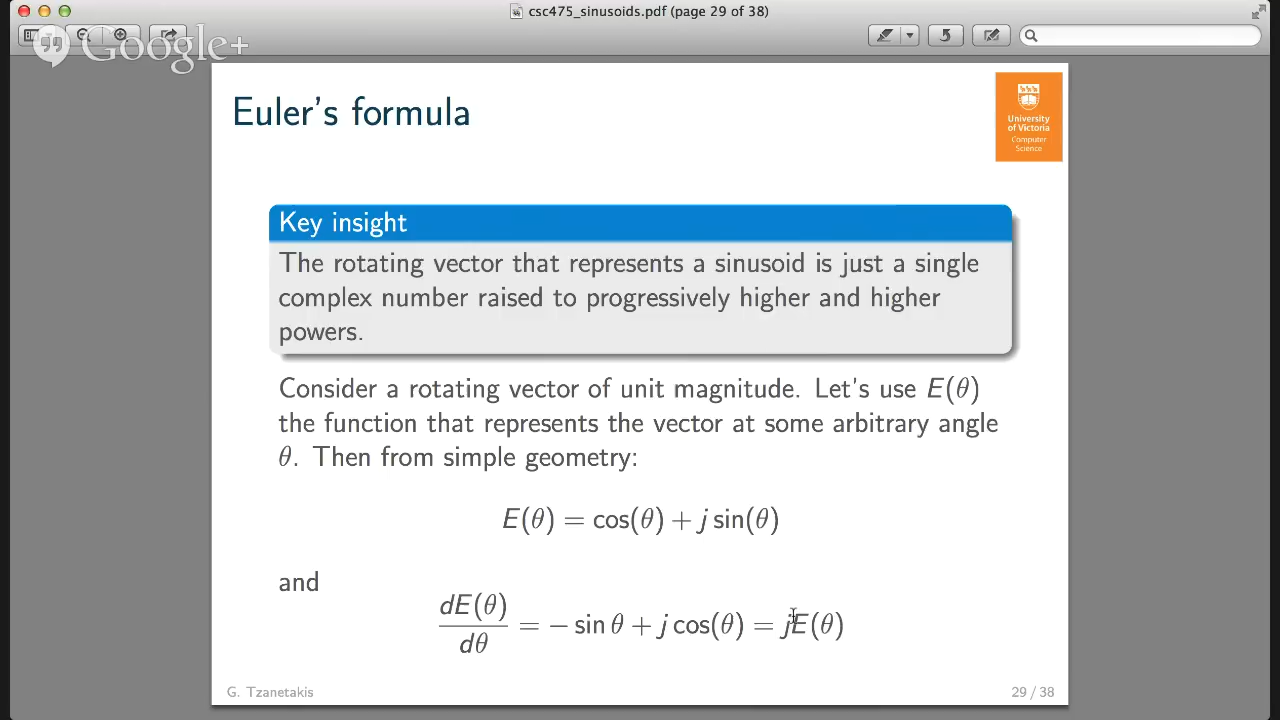 csc475_sinusoids.pdf (page 29 of 38)
Google+
Euler's formula
University
of Victoria
Computer
Science
Key insight
The rotating vector that represents a sinusoid is just a single
complex number raised to progressively higher and higher
powers.
Consider a rotating vector of unit magnitude. Let's use E(θ)
the function that represents the vector at some arbitrary angle
θ. Then from simple geometry:
E(θ) = cos(θ) + j sin(θ)
and
dE(θ)/dθ = − sin θ + j cos(θ) = jE(θ)
G. Tzanetakis
29 / 38